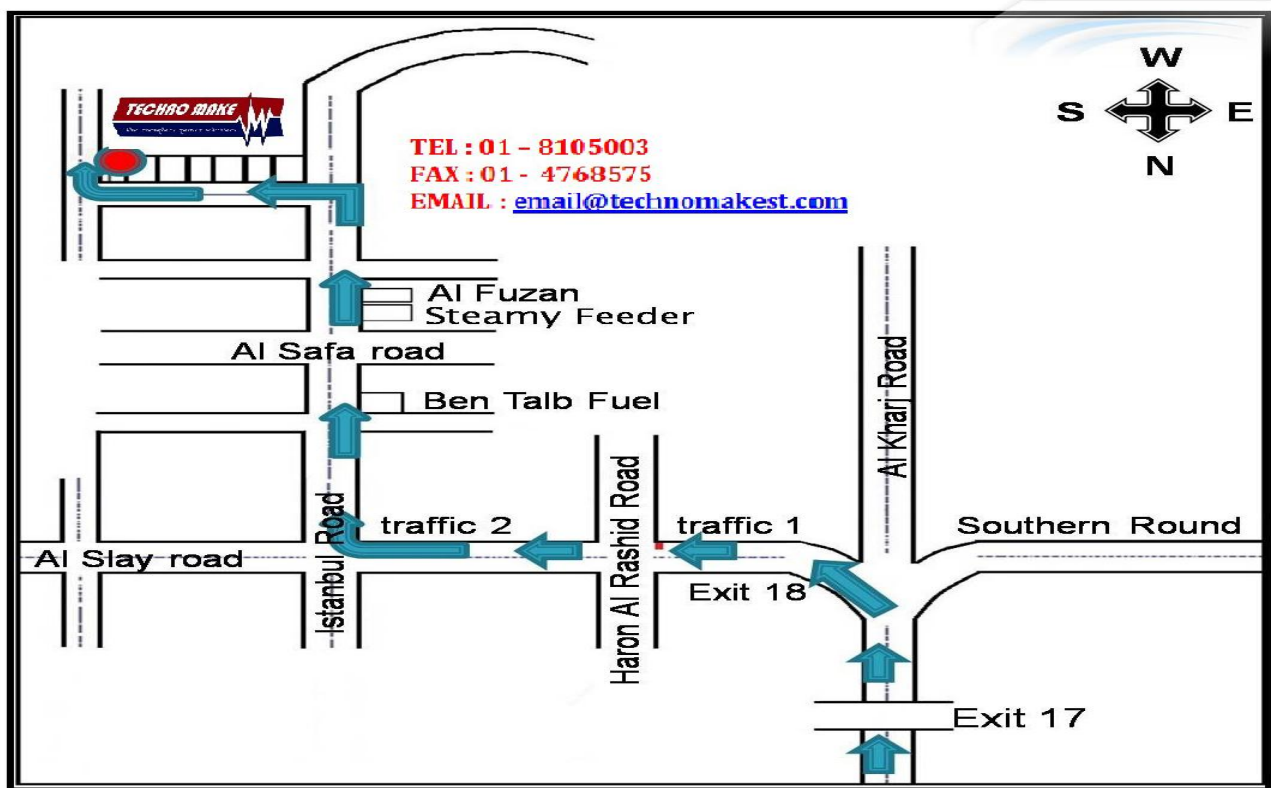 W
S E
N
TECHNO MAKE
TEL : 01 - 8105003
FAX : 01 - 4768575
EMAIL : email@technomakest.com
Al Fuzan
Steamy Feeder
Al Safa road
Ben Talb Fuel
Al Kharj Road
Istanbul Road
traffic 2
Haron Al Rashid Road
traffic 1
Southern Round
Al Slay road
Exit 18
Exit 17